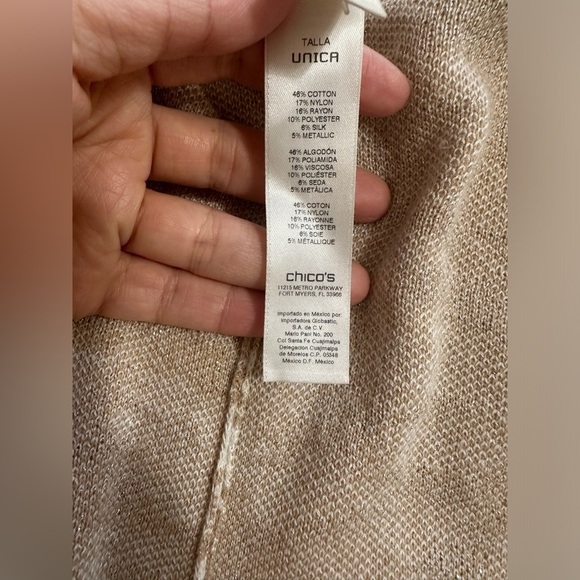 TALLA
UNICA
46% COTTON
17% NYLON
16% RAYON
10% POLYESTER
6% SILK
5% METALLIC
46% ALGODÓN
17% POLIAMIDA
16% VISCOSA
10% POLIÉSTER
6% SEDA
5% METÁLICA
46% COTON
17% NYLON
16% RAYONNE
10% POLYESTER
6% SOIE
5% MÉTALLIQUE
chico's
11215 METRO PARKWAY
FORT MYERS, FL 33966
Importado en México por:
Importadora Globastic,
S.A. de C.V
Mario Pani No. 200
Col Santa Fe Cuajimalpa
Delegacion Cuajimalpa
de Morelos C.P. 05348
México D.F. México